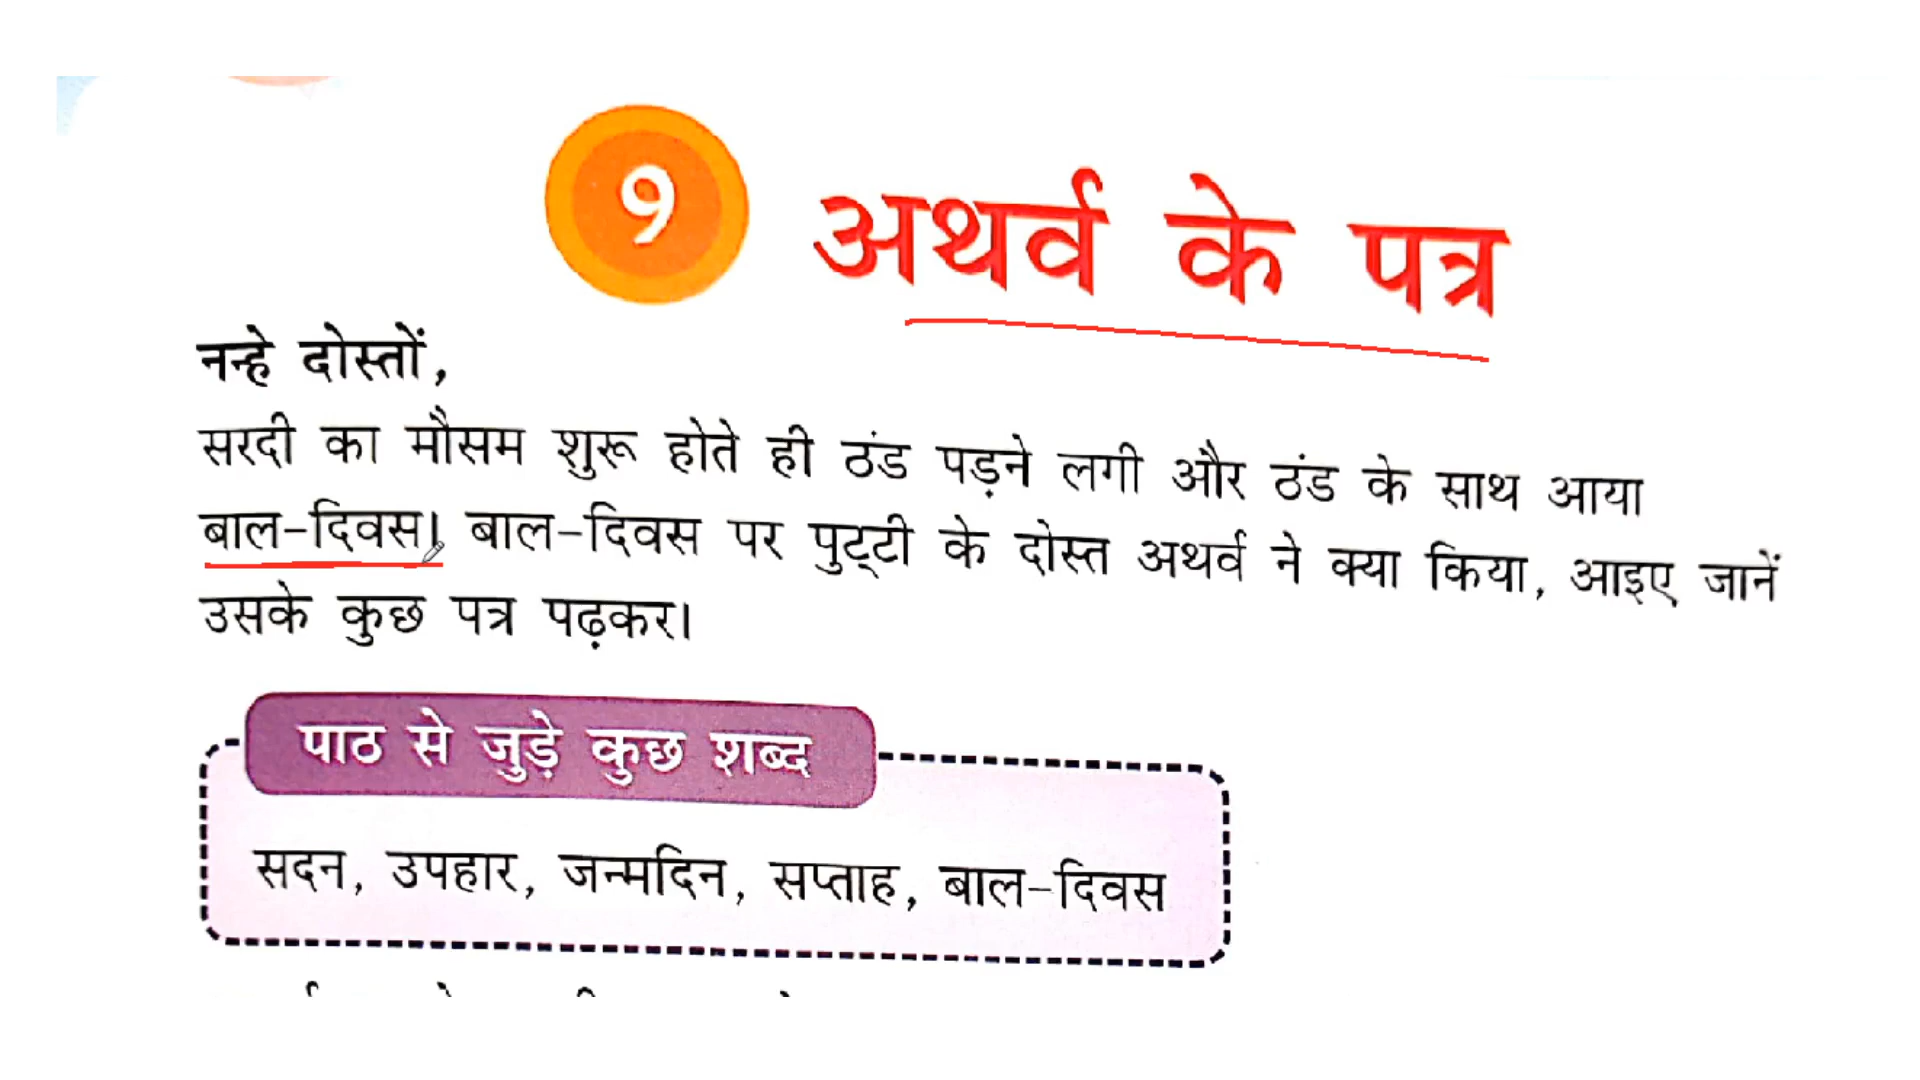 9
अथर्व के पत्र
नन्हे दोस्तों,
सरदी का मौसम शुरू होते ही ठंड पड़ने लगी और ठंड के साथ आया
बाल-दिवस। बाल-दिवस पर पुट्टी के दोस्त अथर्व ने क्या किया, आइए जानें
उसके कुछ पत्र पढ़कर।
पाठ से जुड़े कुछ शब्द
सदन, उपहार, जन्मदिन, सप्ताह, बाल-दिवस